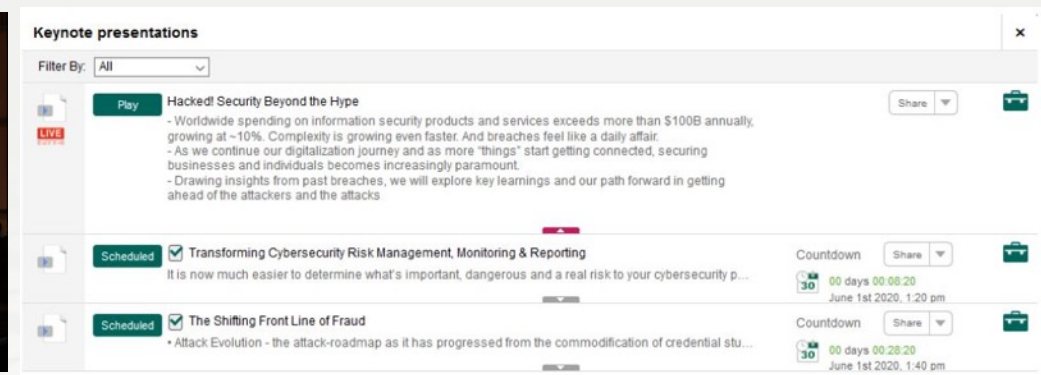 Keynote presentations
×
Filter By: All
Play
Hacked! Security Beyond the Hype
Share
LIVE
- Worldwide spending on information security products and services exceeds more than $100B annually,
growing at ~10%. Complexity is growing even faster. And breaches feel like a daily affair.
- As we continue our digitalization journey and as more "things" start getting connected, securing
businesses and individuals becomes increasingly paramount.
- Drawing insights from past breaches, we will explore key learnings and our path forward in getting
ahead of the attackers and the attacks
Scheduled
Transforming Cybersecurity Risk Management, Monitoring & Reporting
Countdown
Share
It is now much easier to determine what's important, dangerous and a real risk to your cybersecurity p...
30
00 days 00:08:20
June 1st 2020, 1:20 pm
Scheduled
The Shifting Front Line of Fraud
Countdown
Share
• Attack Evolution - the attack-roadmap as it has progressed from the commodification of credential stu...
30
00 days 00:28:20
June 1st 2020, 1:40 pm